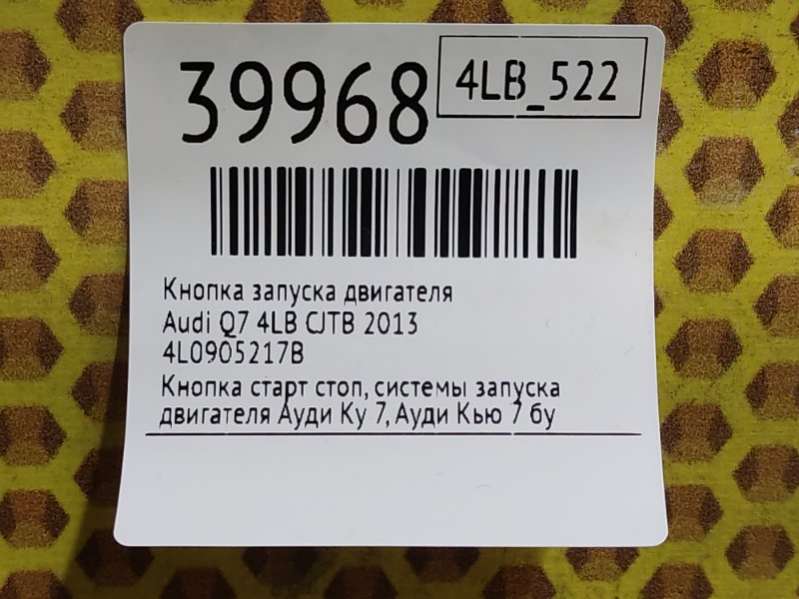 39968
4LB_522
Кнопка запуска двигателя
Audi Q7 4LB CJTB 2013
4L0905217B
Кнопка старт стоп, системы запуска
двигателя Ауди Ку 7, Ауди Кью 7 бу